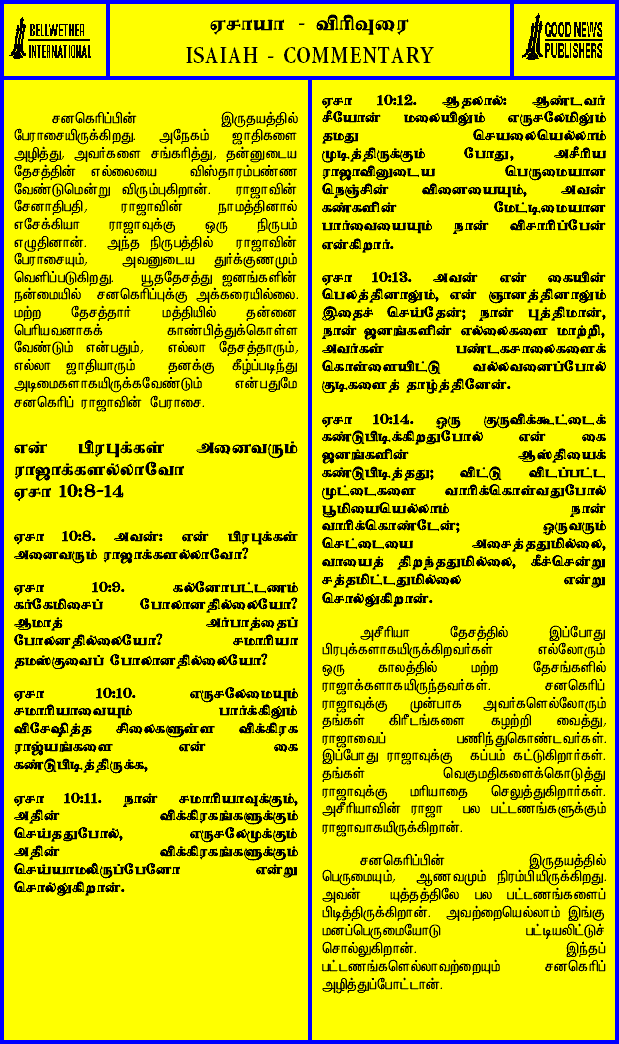 BELLWETHER
INTERNATIONAL
ஏசாயா - விரிவுரை
ISAIAH - COMMENTARY
GOOD NEWS
PUBLISHERS
சனகெரிப்பின் இருதயத்தில்
பேராசையிருக்கிறது. அநேகம் ஜாதிகளை
அழித்து, அவர்களை சங்கரித்து, தன்னுடைய
தேசத்தின் எல்லையை விஸ்தாரம்பண்ண
வேண்டுமென்று விரும்புகிறான். ராஜாவின்
சேனாதிபதி, ராஜாவின் நாமத்தினால்
எசேக்கியா ராஜாவுக்கு ஒரு நிருபம்
எழுதினான். அந்த நிருபத்தில் ராஜாவின்
பேராசையும், அவனுடைய துர்க்குணமும்
வெளிப்படுகிறது. யூததேசத்து ஜனங்களின்
நன்மையில் சனகெரிப்புக்கு அக்கரையில்லை.
மற்ற தேசத்தார் மத்தியில் தன்னை
பெரியவனாகக் காண்பித்துக்கொள்ள
வேண்டும் என்பதும், எல்லா தேசத்தாரும்,
எல்லா ஜாதியாரும் தனக்கு கீழ்ப்படிந்து
அடிமைகளாகயிருக்கவேண்டும் என்பதுமே
சனகெரிப் ராஜாவின் பேராசை.
என் பிரபுக்கள் அனைவரும்
ராஜாக்களல்லாவோ
ஏசா 10:8-14
ஏசா 10:8. அவன்: என் பிரபுக்கள்
அனைவரும் ராஜாக்களல்லாவோ?
ஏசா 10:9. கல்னோபட்டணம்
கர்கேமிசைப் போலானதில்லையோ?
ஆமாத் அர்பாத்தைப்
போலானதில்லையோ? சமாரியா
தமஸ்குவைப் போலானதில்லையோ?
ஏசா 10:10. எருசலேமையும்
சமாரியாவையும் பார்க்கிலும்
விசேஷித்த சிலைகளுள்ள விக்கிரக
ராஜ்யங்களை என் கை
கண்டுபிடித்திருக்க,
ஏசா 10:11. நான் சமாரியாவுக்கும்,
அதின் விக்கிரகங்களுக்கும்
செய்ததுபோல், எருசலேமுக்கும்
அதின் விக்கிரகங்களுக்கும்
செய்யாமலிருப்பேனோ என்று
சொல்லுகிறான்.
ஏசா 10:12. ஆதலால்: ஆண்டவர்
சீயோன் மலையிலும் எருசலேமிலும்
தமது செயலையெல்லாம்
முடித்திருக்கும் போது, அசீரிய
ராஜாவினுடைய பெருமையான
நெஞ்சின் வினையையும், அவன்
கண்களின் மேட்டிமையான
பார்வையையும் நான் விசாரிப்பேன்
என்கிறார்.
ஏசா 10:13. அவன் என் கையின்
பெலத்தினாலும், என் ஞானத்தினாலும்
இதைச் செய்தேன்; நான் புத்திமான்,
நான் ஜனங்களின் எல்லைகளை மாற்றி,
அவர்கள் பண்டகசாலைகளைக்
கொள்ளையிட்டு வல்லவனைப்போல்
குடிகளைத் தாழ்த்தினேன்.
ஏசா 10:14. ஒரு குருவிக்கூட்டைக்
கண்டுபிடிக்கிறதுபோல் என் கை
ஜனங்களின் ஆஸ்தியைக்
கண்டுபிடித்தது; விட்டு விடப்பட்ட
முட்டைகளை வாரிக்கொள்வதுபோல்
பூமியையெல்லாம் நான்
வாரிக்கொண்டேன்; ஒருவரும்
செட்டையை அசைத்ததுமில்லை,
வாயைத் திறந்ததுமில்லை, கீச்சென்று
சத்தமிட்டதுமில்லை என்று
சொல்லுகிறான்.
அசீரியா தேசத்தில் இப்போது
பிரபுக்களாகயிருக்கிறவர்கள் எல்லோரும்
ஒரு காலத்தில் மற்ற தேசங்களில்
ராஜாக்களாகயிருந்தவர்கள். சனகெரிப்
ராஜாவுக்கு முன்பாக அவர்களெல்லோரும்
தங்கள் கிரீடங்களை கழற்றி வைத்து,
ராஜாவைப் பணிந்துகொண்டவர்கள்.
இப்போது ராஜாவுக்கு கப்பம் கட்டுகிறார்கள்.
தங்கள் வெகுமதிகளைக்கொடுத்து
ராஜாவுக்கு மரியாதை செலுத்துகிறார்கள்.
அசீரியாவின் ராஜா பல பட்டணங்களுக்கும்
ராஜாவாகயிருக்கிறான்.
சனகெரிப்பின் இருதயத்தில்
பெருமையும், ஆணவமும் நிரம்பியிருக்கிறது.
அவன் யுத்தத்திலே பல பட்டணங்களைப்
பிடித்திருக்கிறான். அவற்றையெல்லாம் இங்கு
மனப்பெருமையோடு பட்டியலிட்டுச்
சொல்லுகிறான். இந்தப்
பட்டணங்களெல்லாவற்றையும் சனகெரிப்
அழித்துப்போட்டான்.